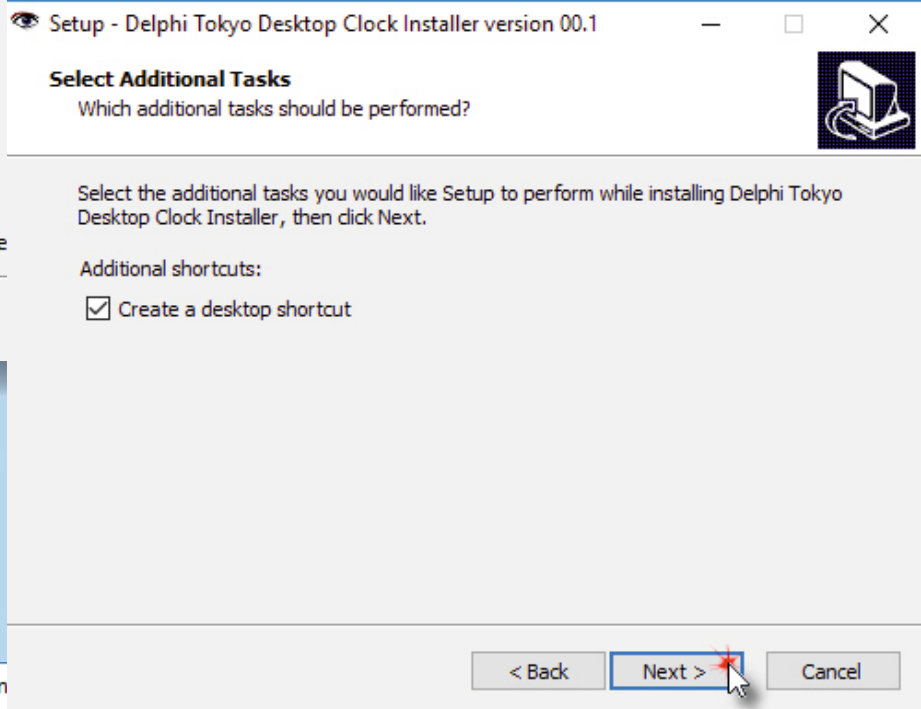 Setup - Delphi Tokyo Desktop Clock Installer version 00.1
Select Additional Tasks
Which additional tasks should be performed?
Select the additional tasks you would like Setup to perform while installing Delphi Tokyo
Desktop Clock Installer, then click Next.
Additional shortcuts:
Create a desktop shortcut
< Back
Next >
Cancel